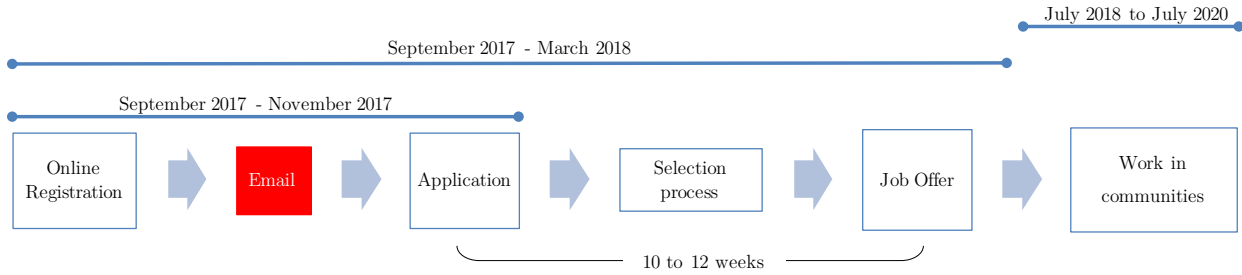 July 2018 to July 2020
September 2017 - March 2018
September 2017 - November 2017
Online
Registration
Email
Application
Selection
process
Job Offer
Work in
communities
10 to 12 weeks